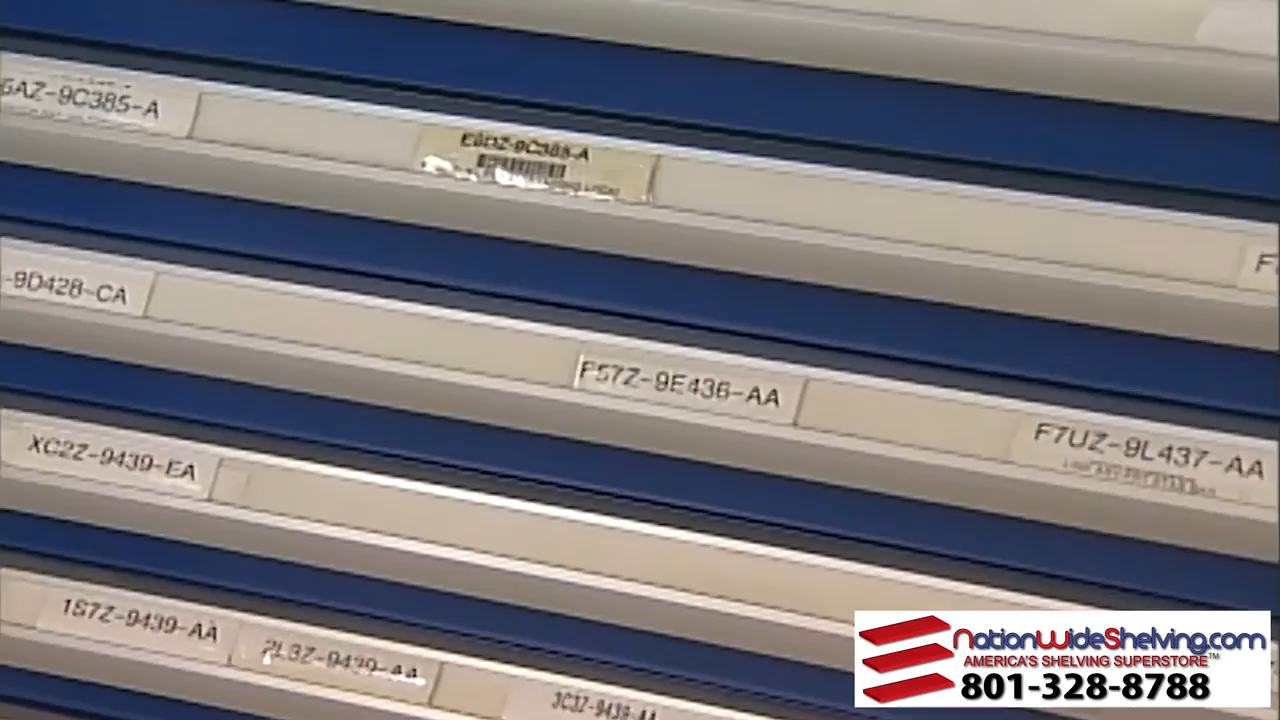 6AZ-9C385-A
E6DZ-9C388-A
F
-9D428-CA
F57Z-9E436-AA
F7UZ-9L437-AA
XC2Z-9439-EA
1S7Z-9439-AA
2L3Z-9439-AA
3C3Z-9439-AA
NationWideShelving.com
AMERICA'S SHELVING SUPERSTORE™
801-328-8788